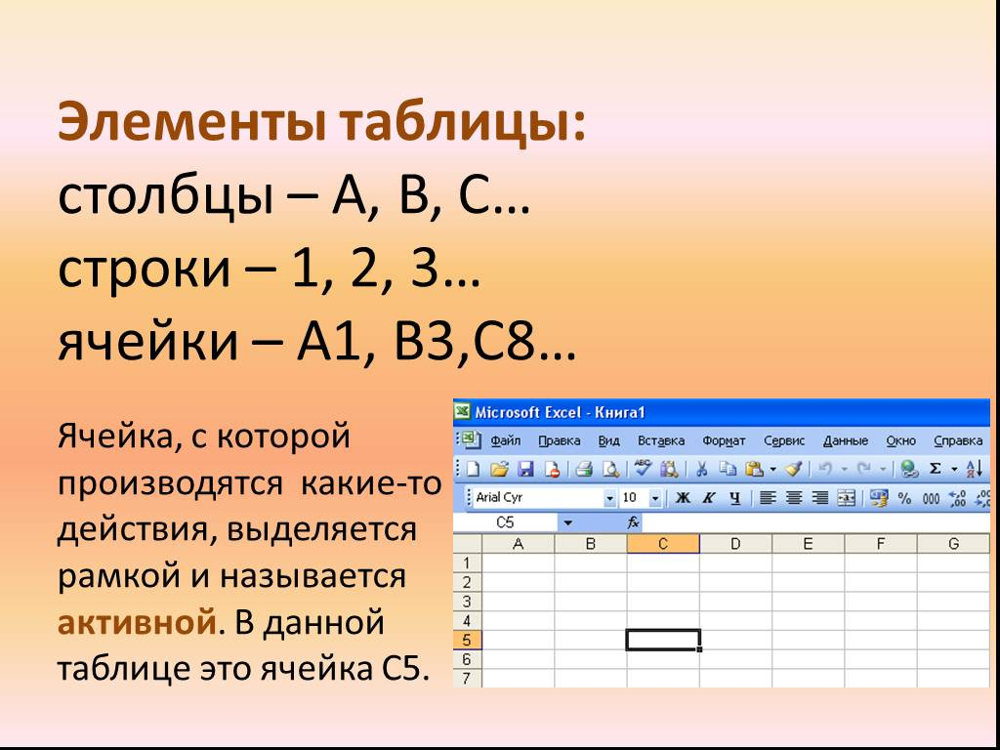 Элементы таблицы:
столбцы – A, B, C…
строки – 1, 2, 3…
ячейки – A1, B3,C8…
Ячейка, с которой
производятся какие-то
действия, выделяется
рамкой и называется
активной. В данной
таблице это ячейка C5.
Microsoft Excel - Книга1
Файл Правка Вид Вставка Формат Сервис Данные Окно Справка
Arial Cyr 10 Ж К Ч % 000
C5 fx
A B C D E F G
1
2
3
4
5
6
7